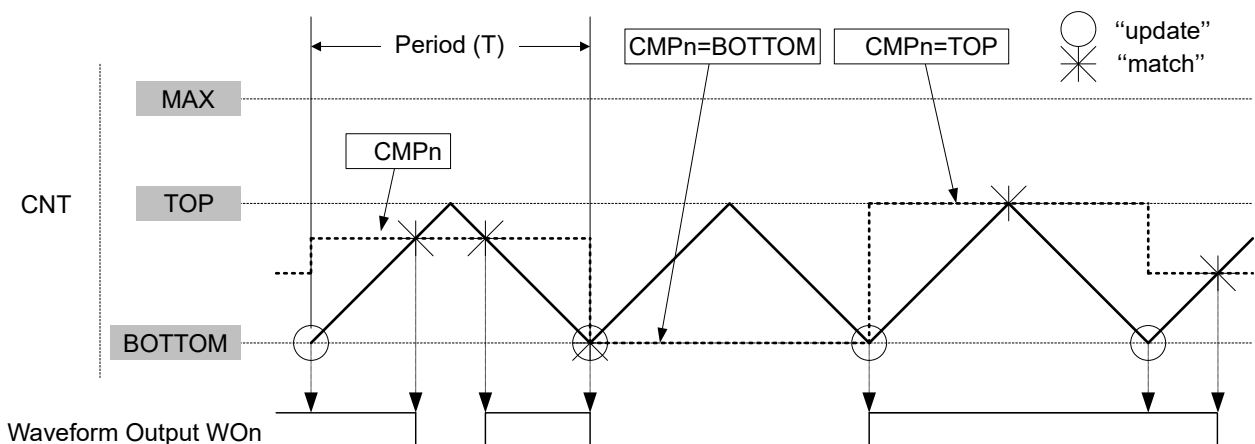 Period (T)
CMPn=BOTTOM
CMPn=TOP
“update”
“match”
MAX
CMPn
CNT
TOP
BOTTOM
Waveform Output WOn